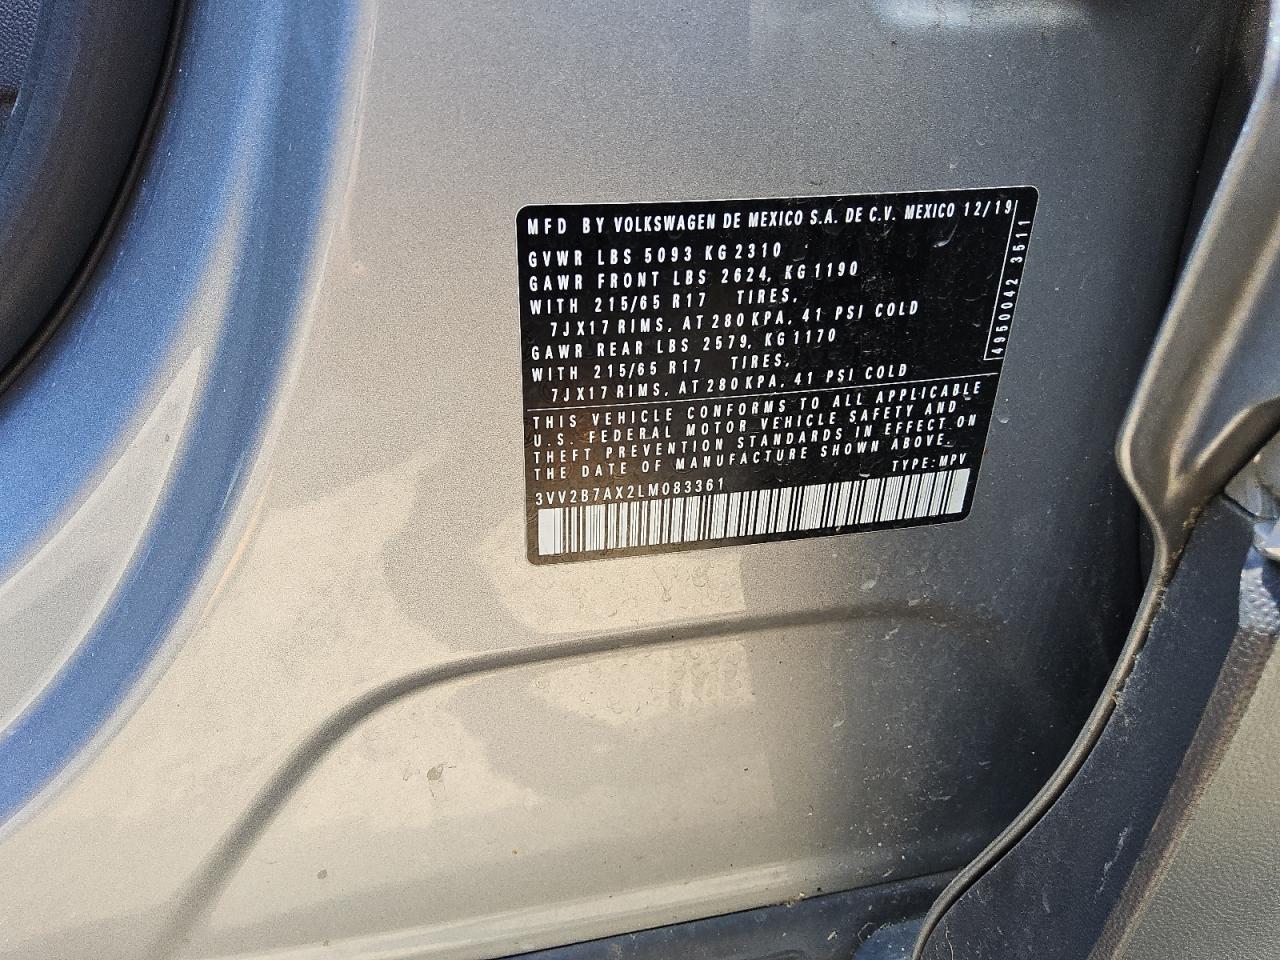 MFD BY VOLKSWAGEN DE MEXICO S.A. DE C.V. MEXICO 12/19
GVWR LBS 5093 KG 2310
GAWR FRONT LBS 2624, KG 1190
WITH 215/65 R17 TIRES,
7JX17 RIMS, AT 280 KPA, 41 PSI COLD
GAWR REAR LBS 2579, KG 1170
WITH 215/65 R17 TIRES,
7JX17 RIMS, AT 280 KPA, 41 PSI COLD
THIS VEHICLE CONFORMS TO ALL APPLICABLE
U.S. FEDERAL MOTOR VEHICLE SAFETY AND
THEFT PREVENTION STANDARDS IN EFFECT ON
THE DATE OF MANUFACTURE SHOWN ABOVE.
TYPE: MPV
3VV2B7AX2LM083361
4950042 3511